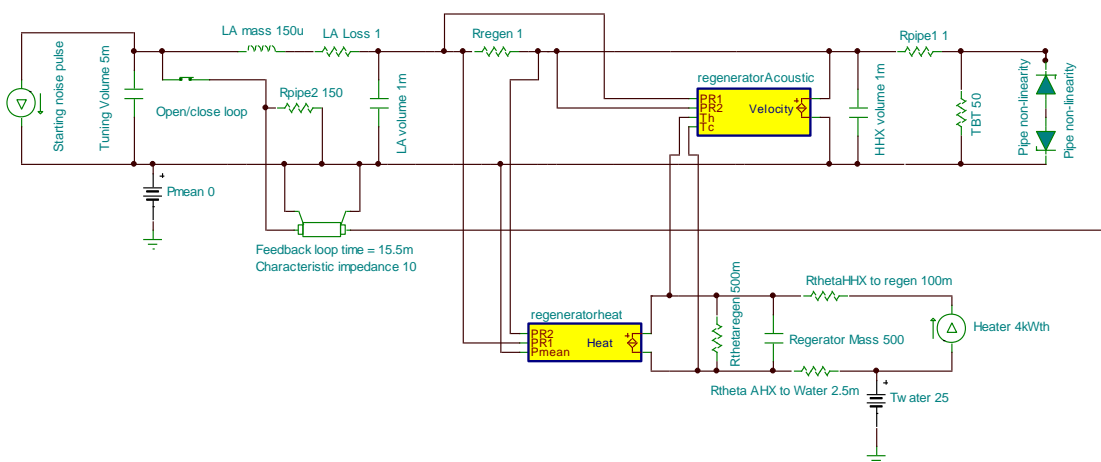 LA mass 150u
LA Loss 1
Rregen 1
Rpipe1 1
Starting noise pulse
Tuning Volume 5m
Open/close loop
Rpipe2 150
LA volume 1m
regeneratorAcoustic
PR1
PR2
Th
Tc
Velocity
HHX volume 1m
TBT 50
Pipe non-linearity
Pipe non-linearity
Pmean 0
Feedback loop time = 15.5m
Characteristic impedance 10
regeneratorheat
PR2
PR1
Pmean
Heat
Rthetaregen 500m
RthetaHHX to regen 100m
Regerator Mass 500
Heater 4kWth
Rtheta AHX to Water 2.5m
Twater 25